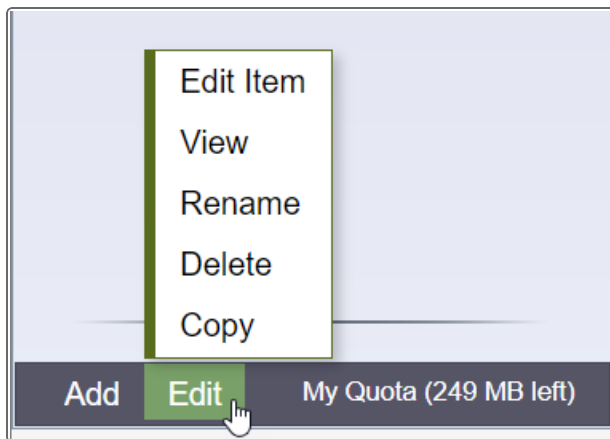 Edit Item
View
Rename
Delete
Copy
Add Edit My Quota (249 MB left)